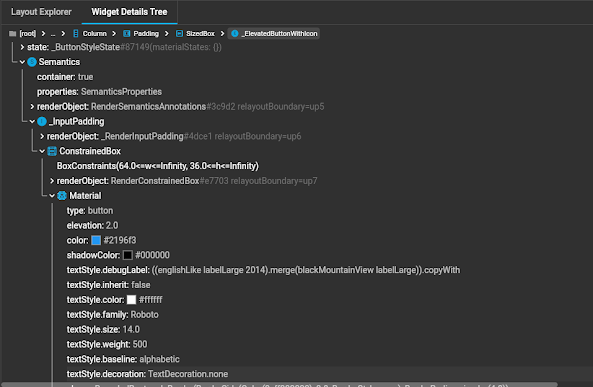 Layout Explorer
Widget Details Tree
[root] > ... > Column > Padding > SizedBox > _ElevatedButtonWithIcon
state: _ButtonStyleState#87149(materialStates: {})
Semantics
container: true
properties: SemanticsProperties
renderObject: RenderSemanticsAnnotations#3c9d2 relayoutBoundary=up5
_InputPadding
renderObject: _RenderInputPadding#4dce1 relayoutBoundary=up6
ConstrainedBox
BoxConstraints(64.0<=w<=Infinity, 36.0<=h<=Infinity)
renderObject: RenderConstrainedBox#e7703 relayoutBoundary=up7
Material
type: button
elevation: 2.0
color: #2196f3
shadowColor: #000000
textStyle.debugLabel: ((englishLike labelLarge 2014).merge(blackMountainView labelLarge)).copyWith
textStyle.inherit: false
textStyle.color: #ffffff
textStyle.family: Roboto
textStyle.size: 14.0
textStyle.weight: 500
textStyle.baseline: alphabetic
textStyle.decoration: TextDecoration.none